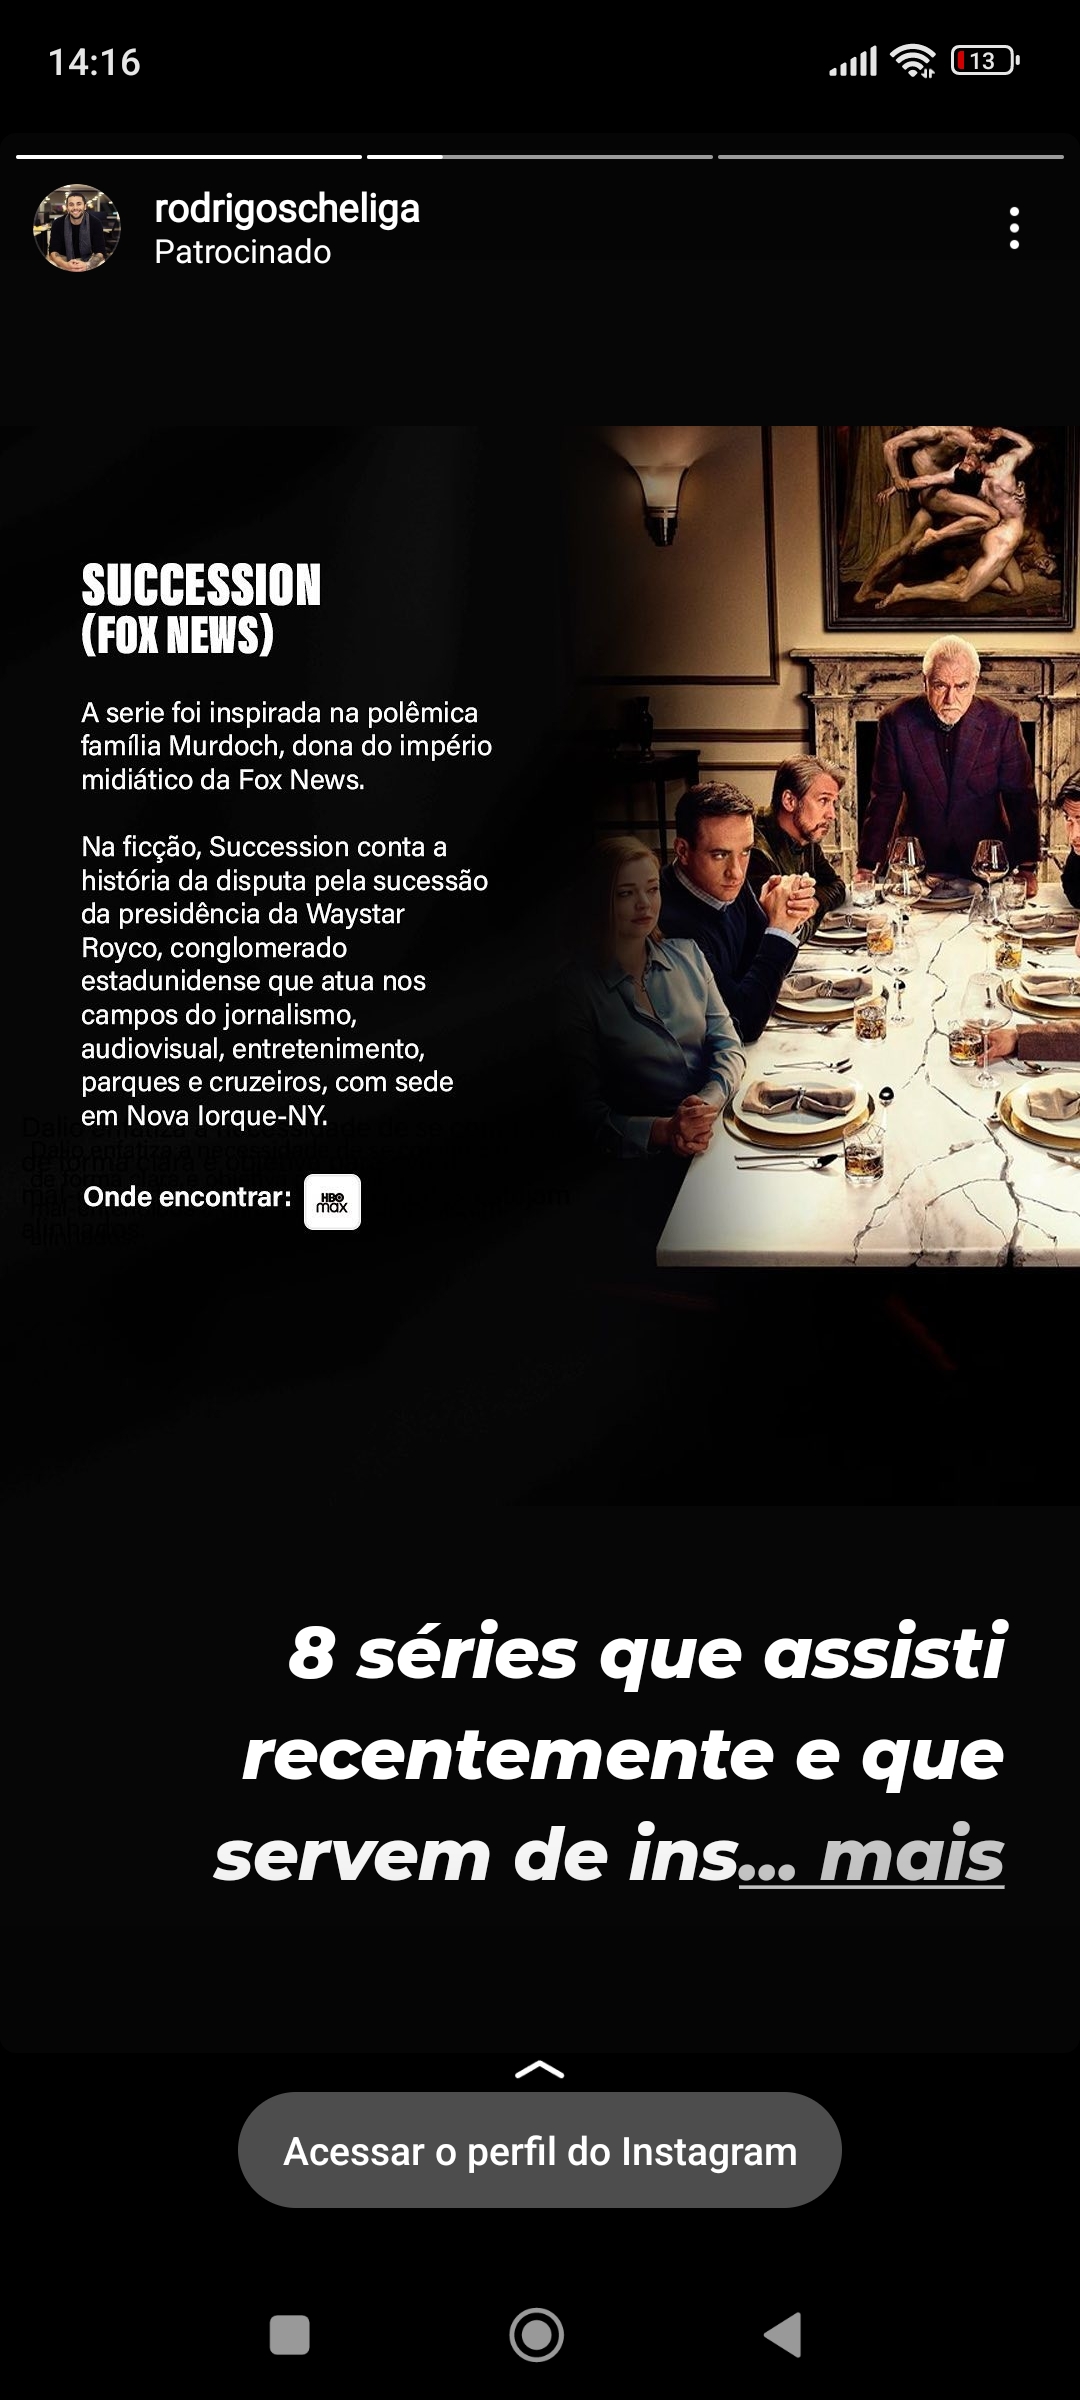 14:16
13
rodrigoscheliga
Patrocinado
SUCCESSION
(FOX NEWS)
A serie foi inspirada na polêmica
família Murdoch, dona do império
midiático da Fox News.
Na ficção, Succession conta a
história da disputa pela sucessão
da presidência da Waystar
Royco, conglomerado
estadunidense que atua nos
campos do jornalismo,
audiovisual, entretenimento,
parques e cruzeiros, com sede
em Nova Iorque-NY.
Onde encontrar:
HBO
max
8 séries que assisti
recentemente e que
servem de ins... mais
Acessar o perfil do Instagram